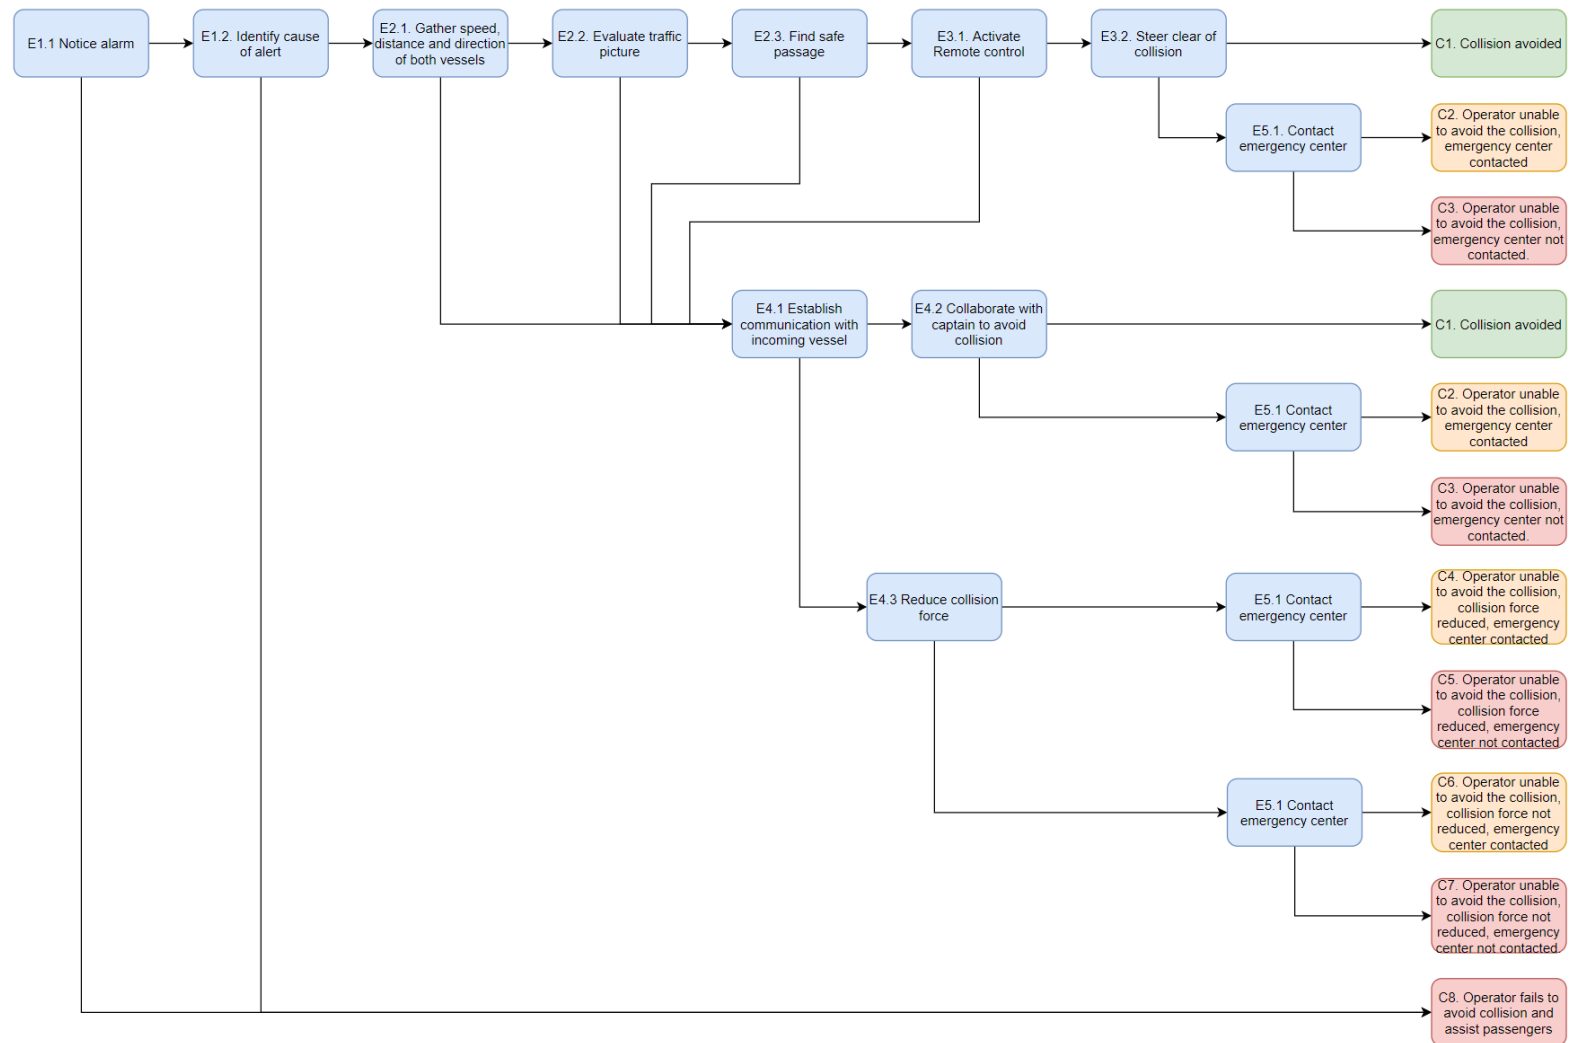 E1.1 Notice alarm
E1.2. Identify cause
of alert
E2.1. Gather speed,
distance and direction
of both vessels
E2.2. Evaluate traffic
picture
E2.3. Find safe
passage
E3.1. Activate
Remote control
E3.2. Steer clear of
collision
C1. Collision avoided
E5.1. Contact
emergency center
C2. Operator unable
to avoid the collision,
emergency center
contacted
C3. Operator unable
to avoid the collision,
emergency center not
contacted.
E4.1 Establish
communication with
incoming vessel
E4.2 Collaborate with
captain to avoid
collision
C1. Collision avoided
E5.1 Contact
emergency center
C2. Operator unable
to avoid the collision,
emergency center
contacted
C3. Operator unable
to avoid the collision,
emergency center not
contacted.
E4.3 Reduce collision
force
E5.1 Contact
emergency center
C4. Operator unable
to avoid the collision,
collision force
reduced, emergency
center contacted
C5. Operator unable
to avoid the collision,
collision force
reduced, emergency
center not contacted
E5.1 Contact
emergency center
C6. Operator unable
to avoid the collision,
collision force not
reduced, emergency
center contacted
C7. Operator unable
to avoid the collision,
collision force not
reduced, emergency
center not contacted.
C8. Operator fails to
avoid collision and
assist passengers